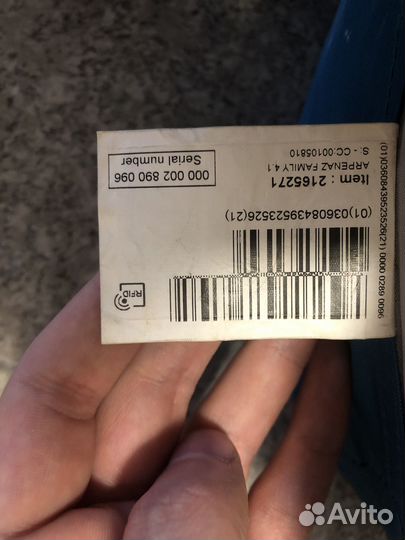 Item : 2165271
ARPENAZ FAMILY 4.1
S: - CC:00105810
000 002 890 096
Serial number
(01)03608439523526(21)
RFID
(01)03608439523526(21) 0000 0289 0096
Avito